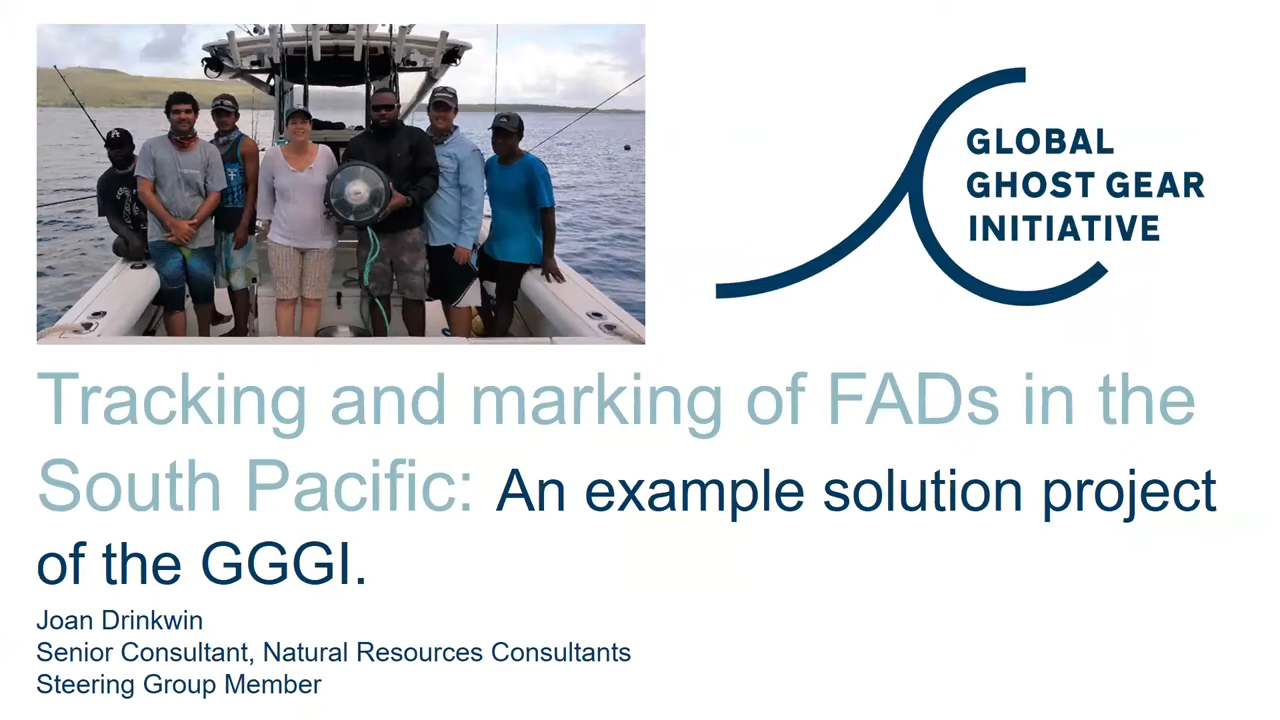 GLOBAL
GHOST GEAR
INITIATIVE
Tracking and marking of FADs in the
South Pacific: An example solution project
of the GGGI.
Joan Drinkwin
Senior Consultant, Natural Resources Consultants
Steering Group Member